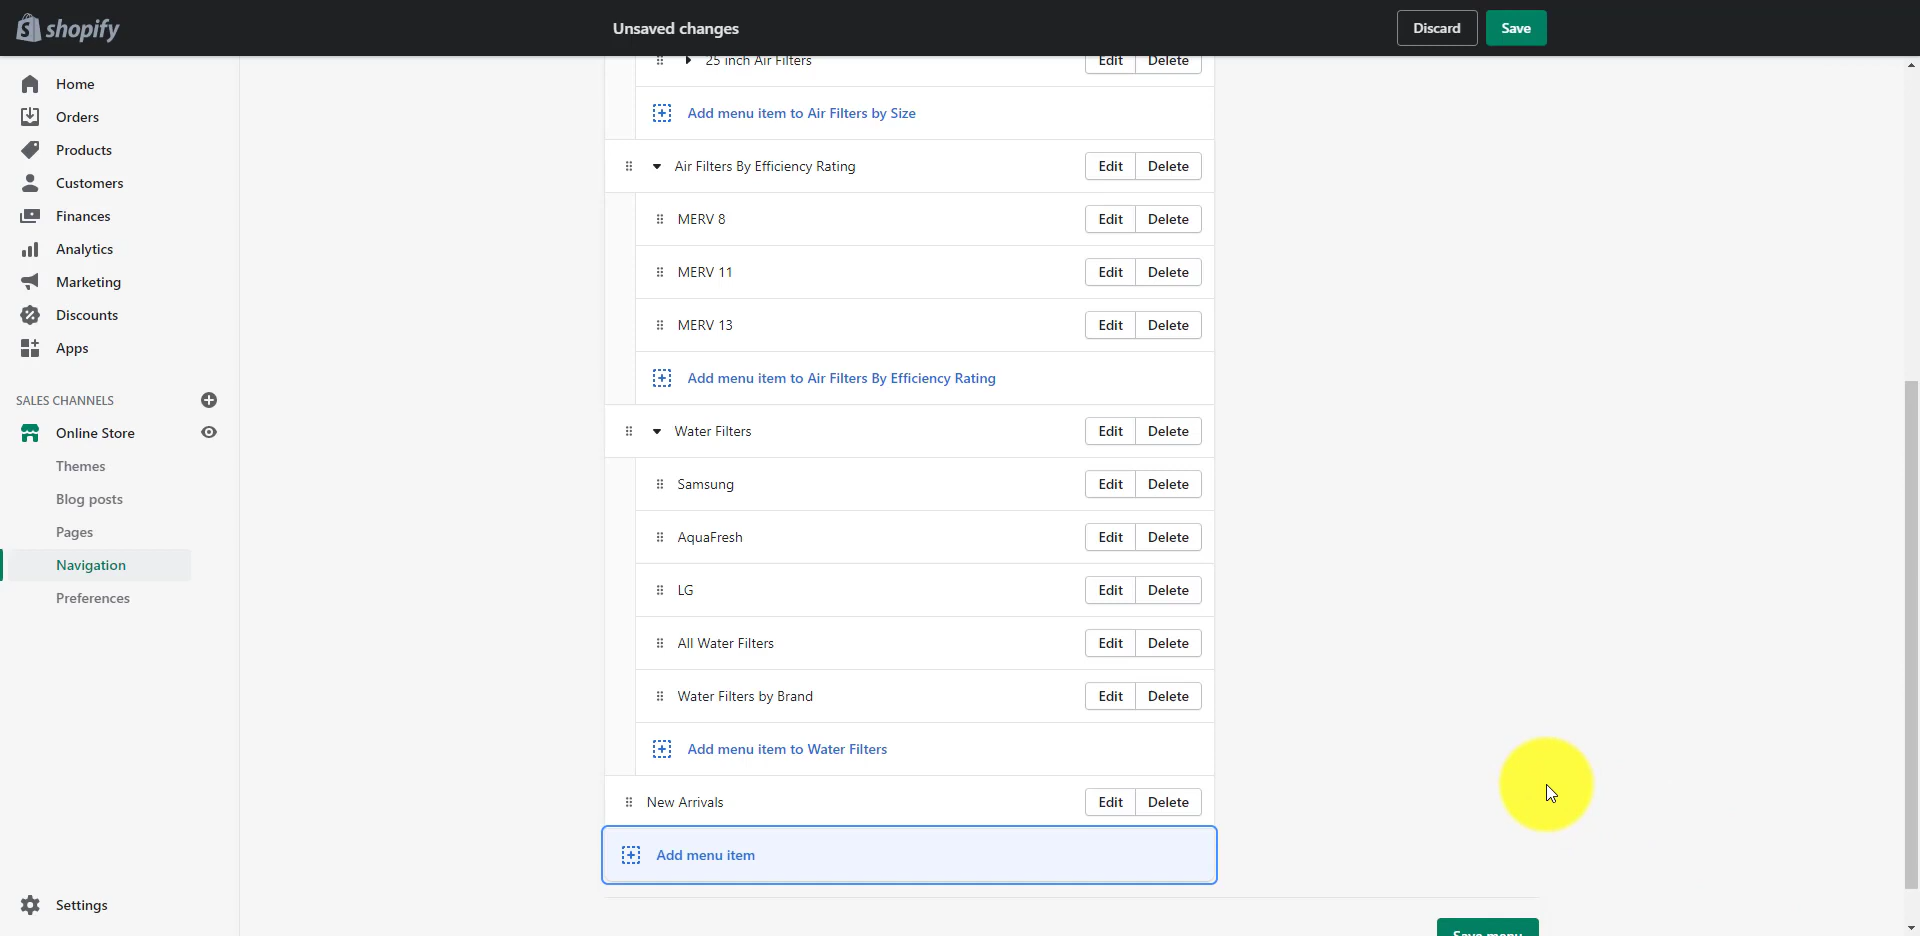 shopify
Unsaved changes
Discard
Save
Home
Orders
Products
Customers
Finances
Analytics
Marketing
Discounts
Apps
SALES CHANNELS
Online Store
Themes
Blog posts
Pages
Navigation
Preferences
Settings
25 inch Air Filters Edit Delete
Add menu item to Air Filters by Size
Air Filters By Efficiency Rating Edit Delete
MERV 8 Edit Delete
MERV 11 Edit Delete
MERV 13 Edit Delete
Add menu item to Air Filters By Efficiency Rating
Water Filters Edit Delete
Samsung Edit Delete
AquaFresh Edit Delete
LG Edit Delete
All Water Filters Edit Delete
Water Filters by Brand Edit Delete
Add menu item to Water Filters
New Arrivals Edit Delete
Add menu item
Save menu